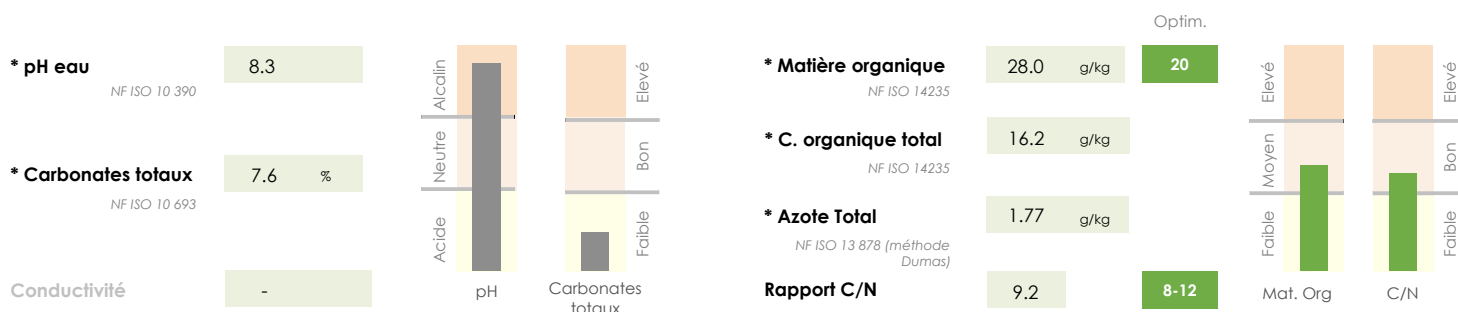 Optim.
* pH eau 8.3
NF ISO 10 390
* Carbonates totaux 7.6 %
NF ISO 10 693
Conductivité -
Alcalin
Neutre
Acide
Elevé
Bon
Faible
pH
Carbonates
totaux
* Matière organique 28.0 g/kg 20
NF ISO 14235
* C. organique total 16.2 g/kg
NF ISO 14235
* Azote Total 1.77 g/kg
NF ISO 13 878 (méthode
Dumas)
Rapport C/N 9.2 8-12
Elevé
Moyen
Faible
Elevé
Bon
Faible
Mat. Org
C/N